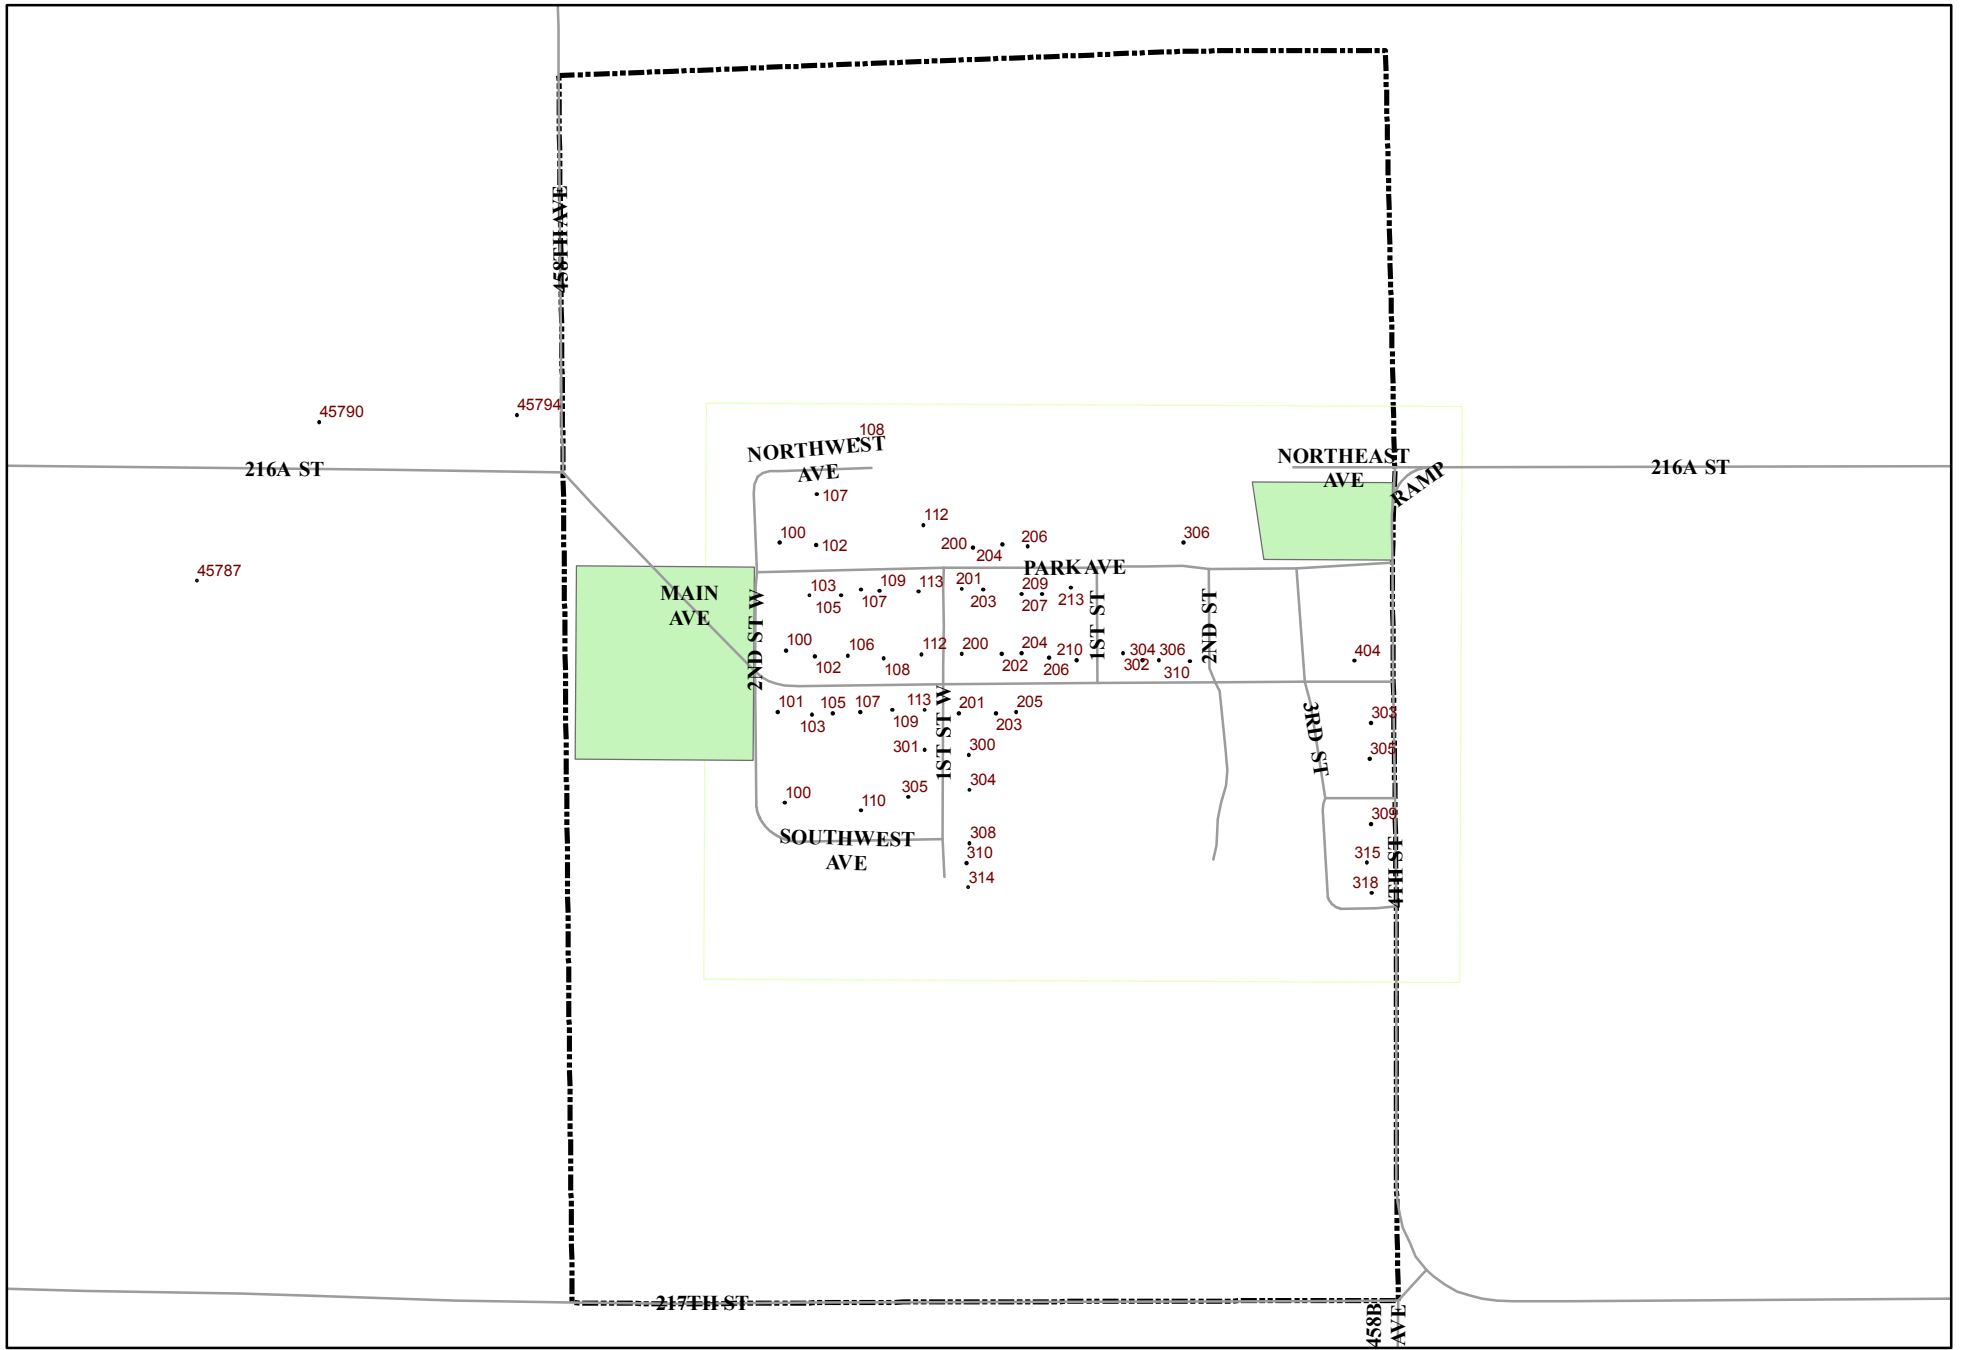 458TH AVE
45790
45794
108
NORTHWEST
AVE
NORTHEAST
AVE
216A ST
216A ST
RAMP
107
112
100
102
200
204
206
306
PARK AVE
45787
MAIN
AVE
2ND ST W
103
105
107
109
113
201
203
209
207
213
1ST ST
2ND ST
100
102
106
108
112
200
202
204
206
210
302
304
306
310
404
101
103
105
107
109
113
1ST ST W
201
203
205
3RD ST
303
301
300
305
304
100
110
305
309
SOUTHWEST
AVE
308
310
314
315
318
4TH ST
217TH ST
458B
AVE